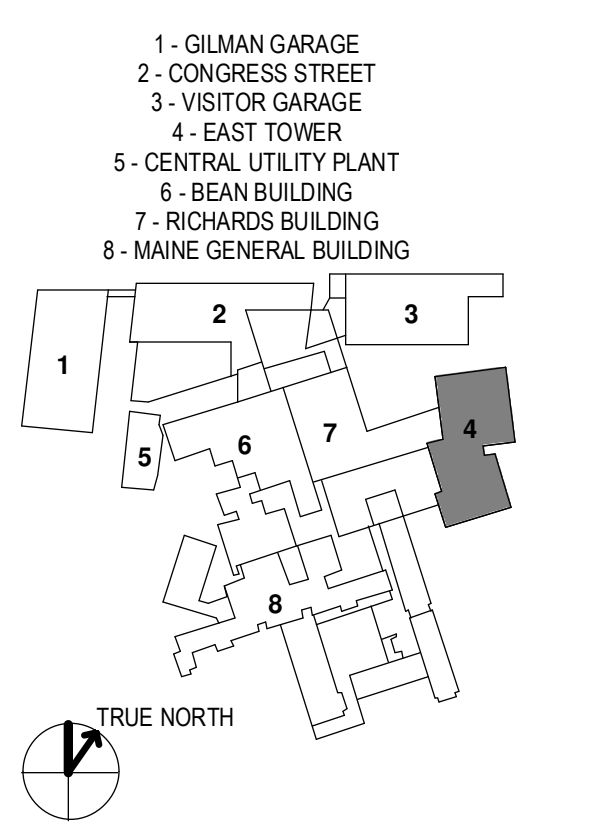 1 - GILMAN GARAGE
2 - CONGRESS STREET
3 - VISITOR GARAGE
4 - EAST TOWER
5 - CENTRAL UTILITY PLANT
6 - BEAN BUILDING
7 - RICHARDS BUILDING
8 - MAINE GENERAL BUILDING
2
3
1
4
7
6
5
8
TRUE NORTH